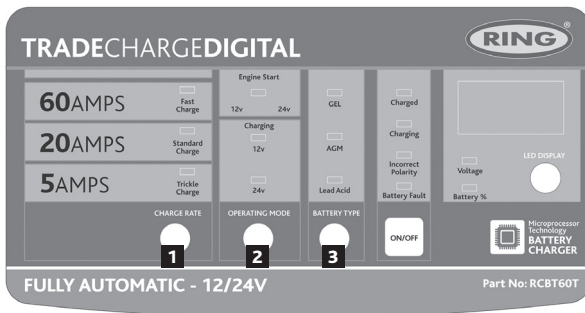 TRADECHARGEDIGITAL
RING®
60AMPS
Fast
Charge
20AMPS
Standard
Charge
5AMPS
Trickle
Charge
CHARGE RATE
1
Engine Start
12v 24v
Charging
12v
24v
OPERATING MODE
2
GEL
AGM
Lead Acid
BATTERY TYPE
3
Charged
Charging
Incorrect
Polarity
Battery Fault
ON/OFF
LED DISPLAY
Voltage
Battery %
Microprocessor
Technology
BATTERY
CHARGER
FULLY AUTOMATIC - 12/24V
Part No: RCBT60T